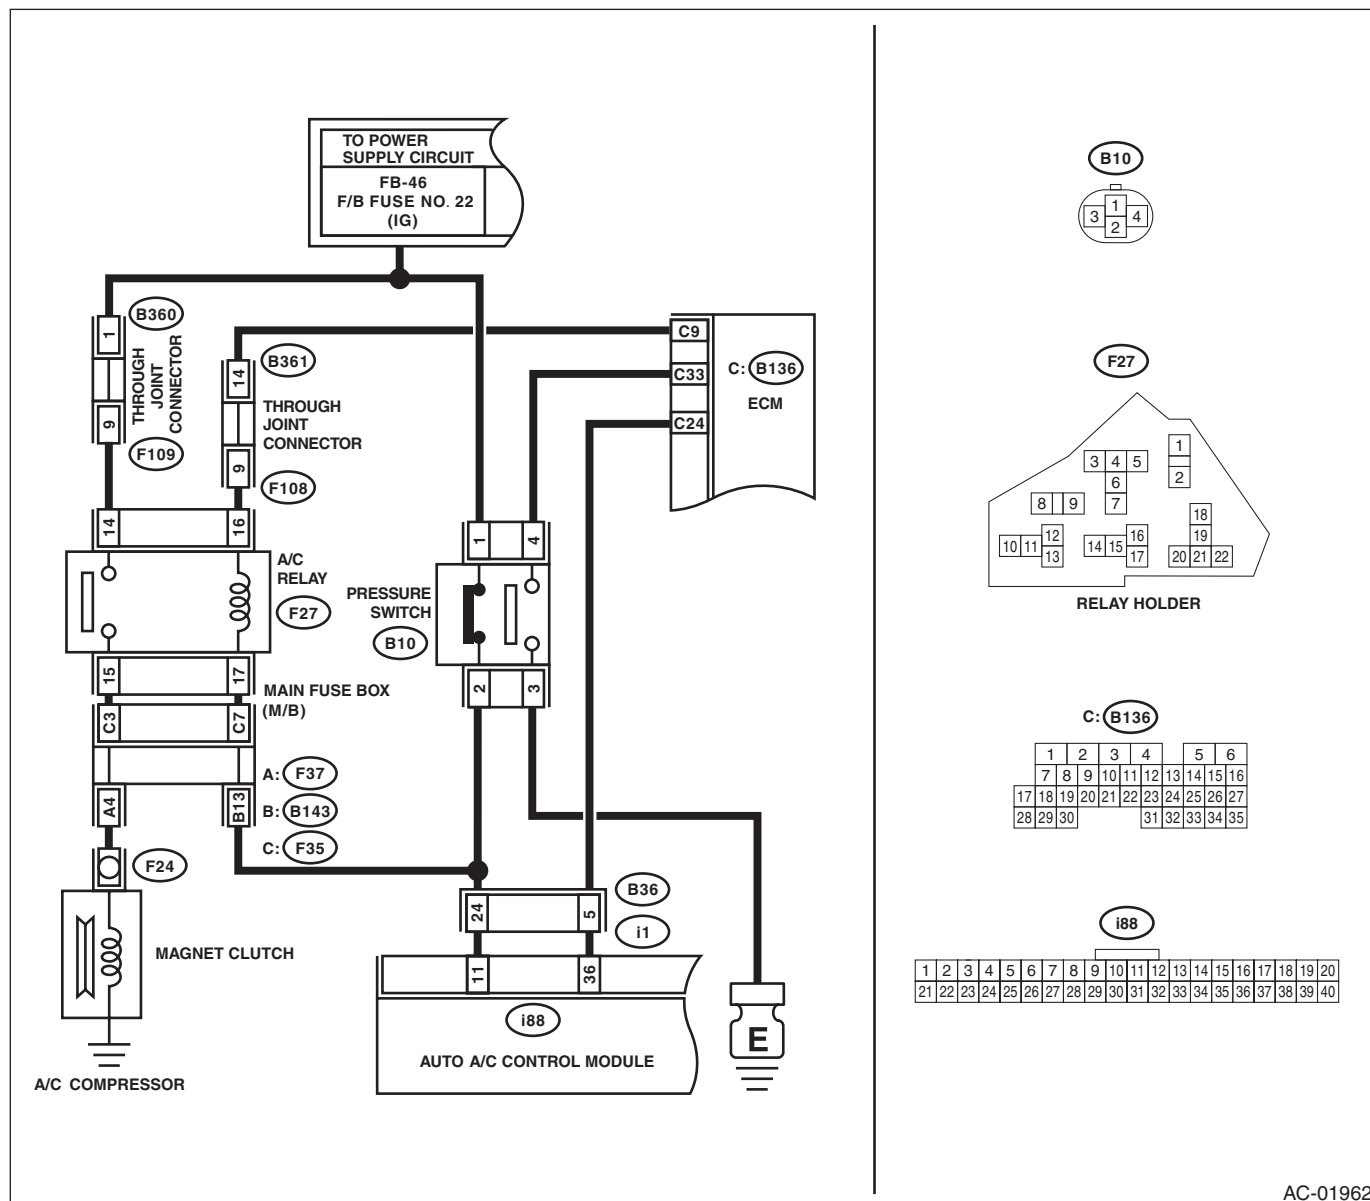 TO POWER
SUPPLY CIRCUIT
FB-46
F/B FUSE NO. 22
(IG)
B360
1
THROUGH
JOINT
CONNECTOR
9
F109
B361
14
THROUGH
JOINT
CONNECTOR
9
F108
C9
C33
C24
C: B136
ECM
14
16
A/C
RELAY
F27
15
17
C3
C7
MAIN FUSE BOX
(M/B)
A4
B13
A: F37
B: B143
C: F35
F24
MAGNET CLUTCH
A/C COMPRESSOR
1
4
PRESSURE
SWITCH
B10
2
3
B36
24
5
i1
11
36
i88
AUTO A/C CONTROL MODULE
E
B10
1
3 4
2
F27
1
3 4 5
2
6
8 9 7
18
12 16 19
10 11 14 15
13 17 20 21 22
RELAY HOLDER
C: B136
1 2 3 4 5 6
7 8 9 10 11 12 13 14 15 16
17 18 19 20 21 22 23 24 25 26 27
28 29 30 31 32 33 34 35
i88
1 2 3 4 5 6 7 8 9 10 11 12 13 14 15 16 17 18 19 20
21 22 23 24 25 26 27 28 29 30 31 32 33 34 35 36 37 38 39 40
AC-01962